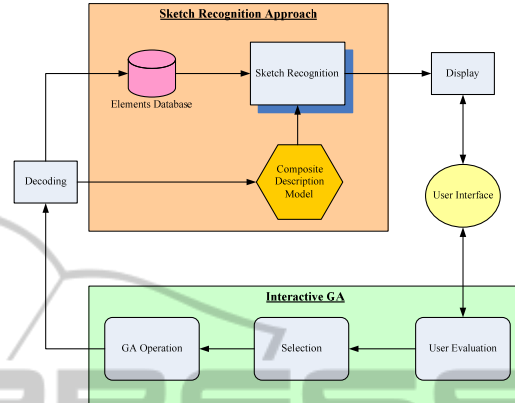 Sketch Recognition Approach
Sketch Recognition
Display
Elements Database
Decoding
Composite
Description
Model
User Interface
Interactive GA
GA Operation
Selection
User Evaluation